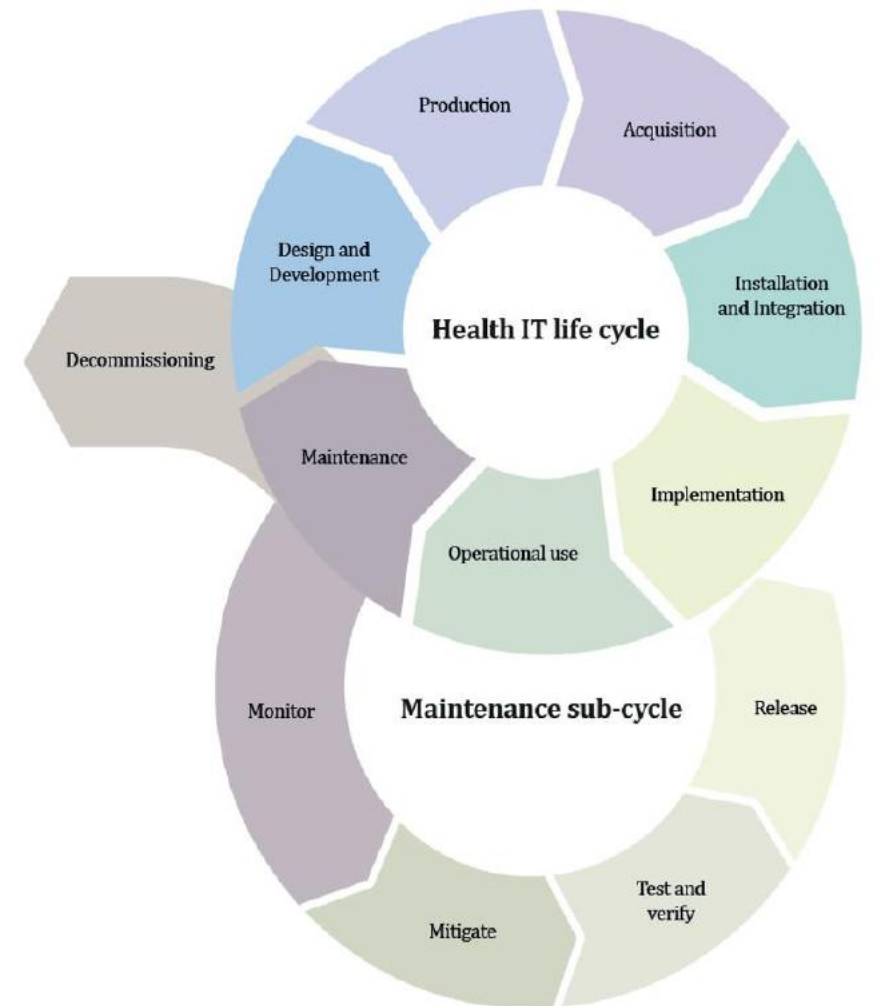 Production
Acquisition
Design and
Development
Installation
and Integration
Health IT life cycle
Decommissioning
Maintenance
Implementation
Operational use
Monitor
Maintenance sub-cycle
Release
Test and
verify
Mitigate